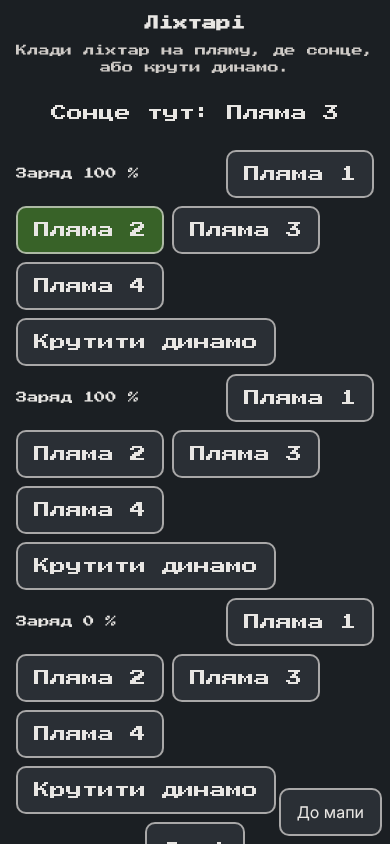 Ліхтарі
Клади ліхтар на пляму, де сонце,
або крути динамо.
Сонце тут: Пляма 3
Заряд 100 % Пляма 1
Пляма 2 Пляма 3
Пляма 4
Крутити динамо
Заряд 100 % Пляма 1
Пляма 2 Пляма 3
Пляма 4
Крутити динамо
Заряд 0 % Пляма 1
Пляма 2 Пляма 3
Пляма 4
Крутити динамо
До мапи